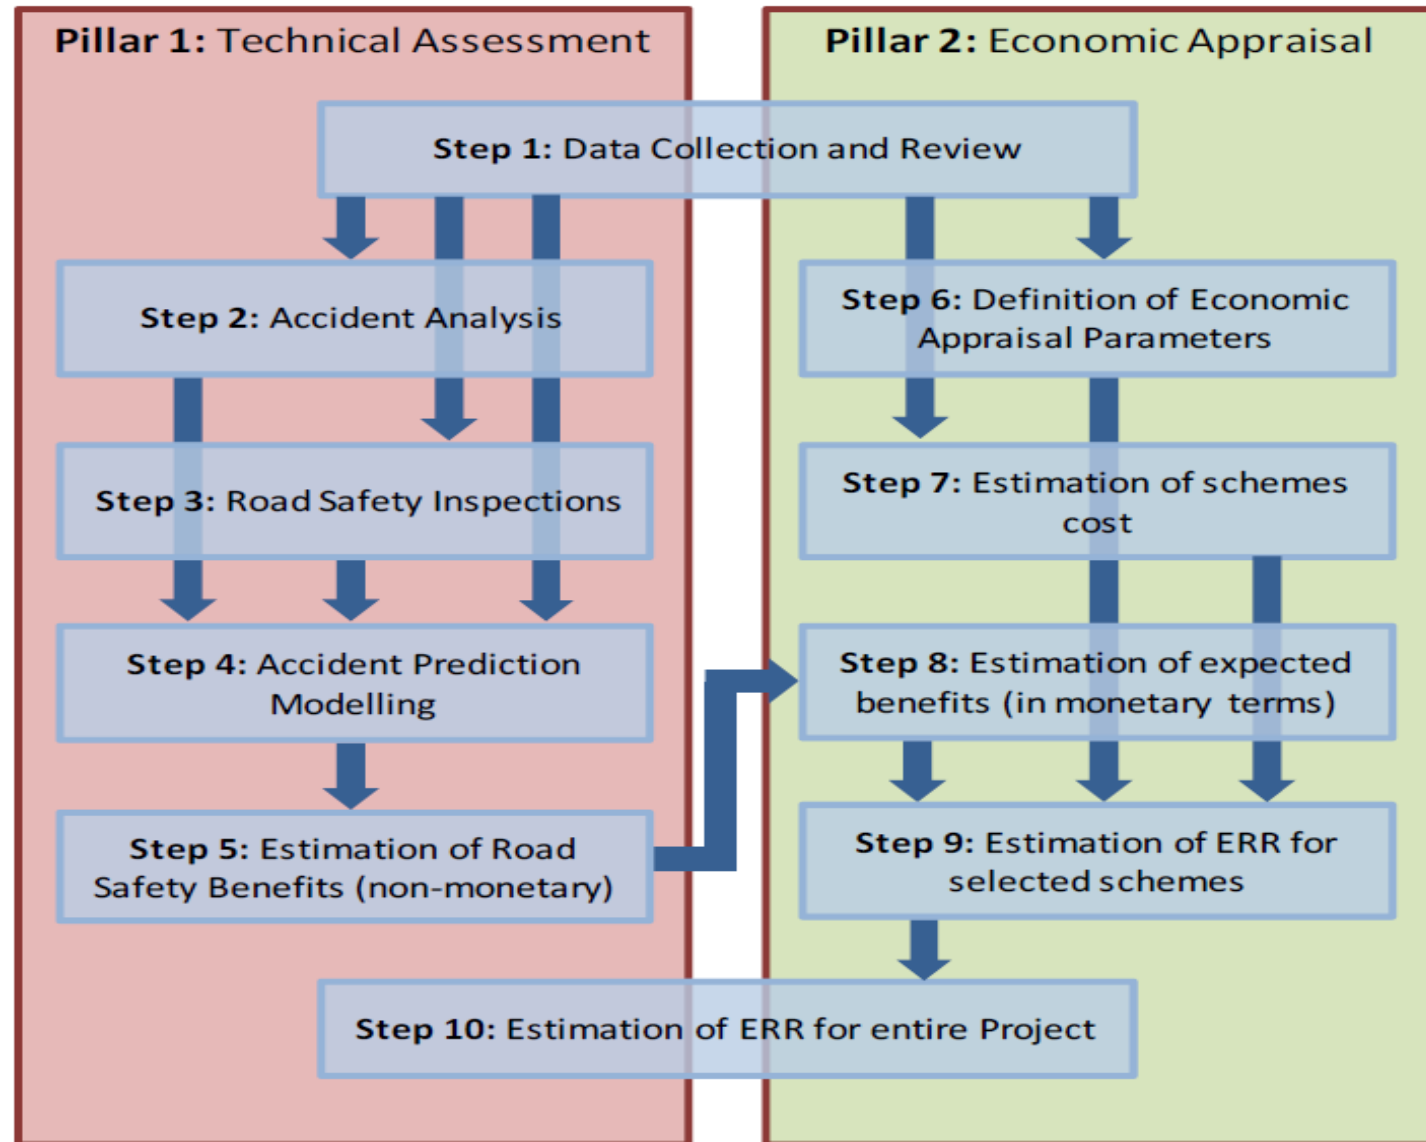 Pillar 1: Technical Assessment
Pillar 2: Economic Appraisal
Step 1: Data Collection and Review
Step 2: Accident Analysis
Step 3: Road Safety Inspections
Step 4: Accident Prediction
Modelling
Step 5: Estimation of Road
Safety Benefits (non-monetary)
Step 6: Definition of Economic
Appraisal Parameters
Step 7: Estimation of schemes
cost
Step 8: Estimation of expected
benefits (in monetary terms)
Step 9: Estimation of ERR for
selected schemes
Step 10: Estimation of ERR for entire Project